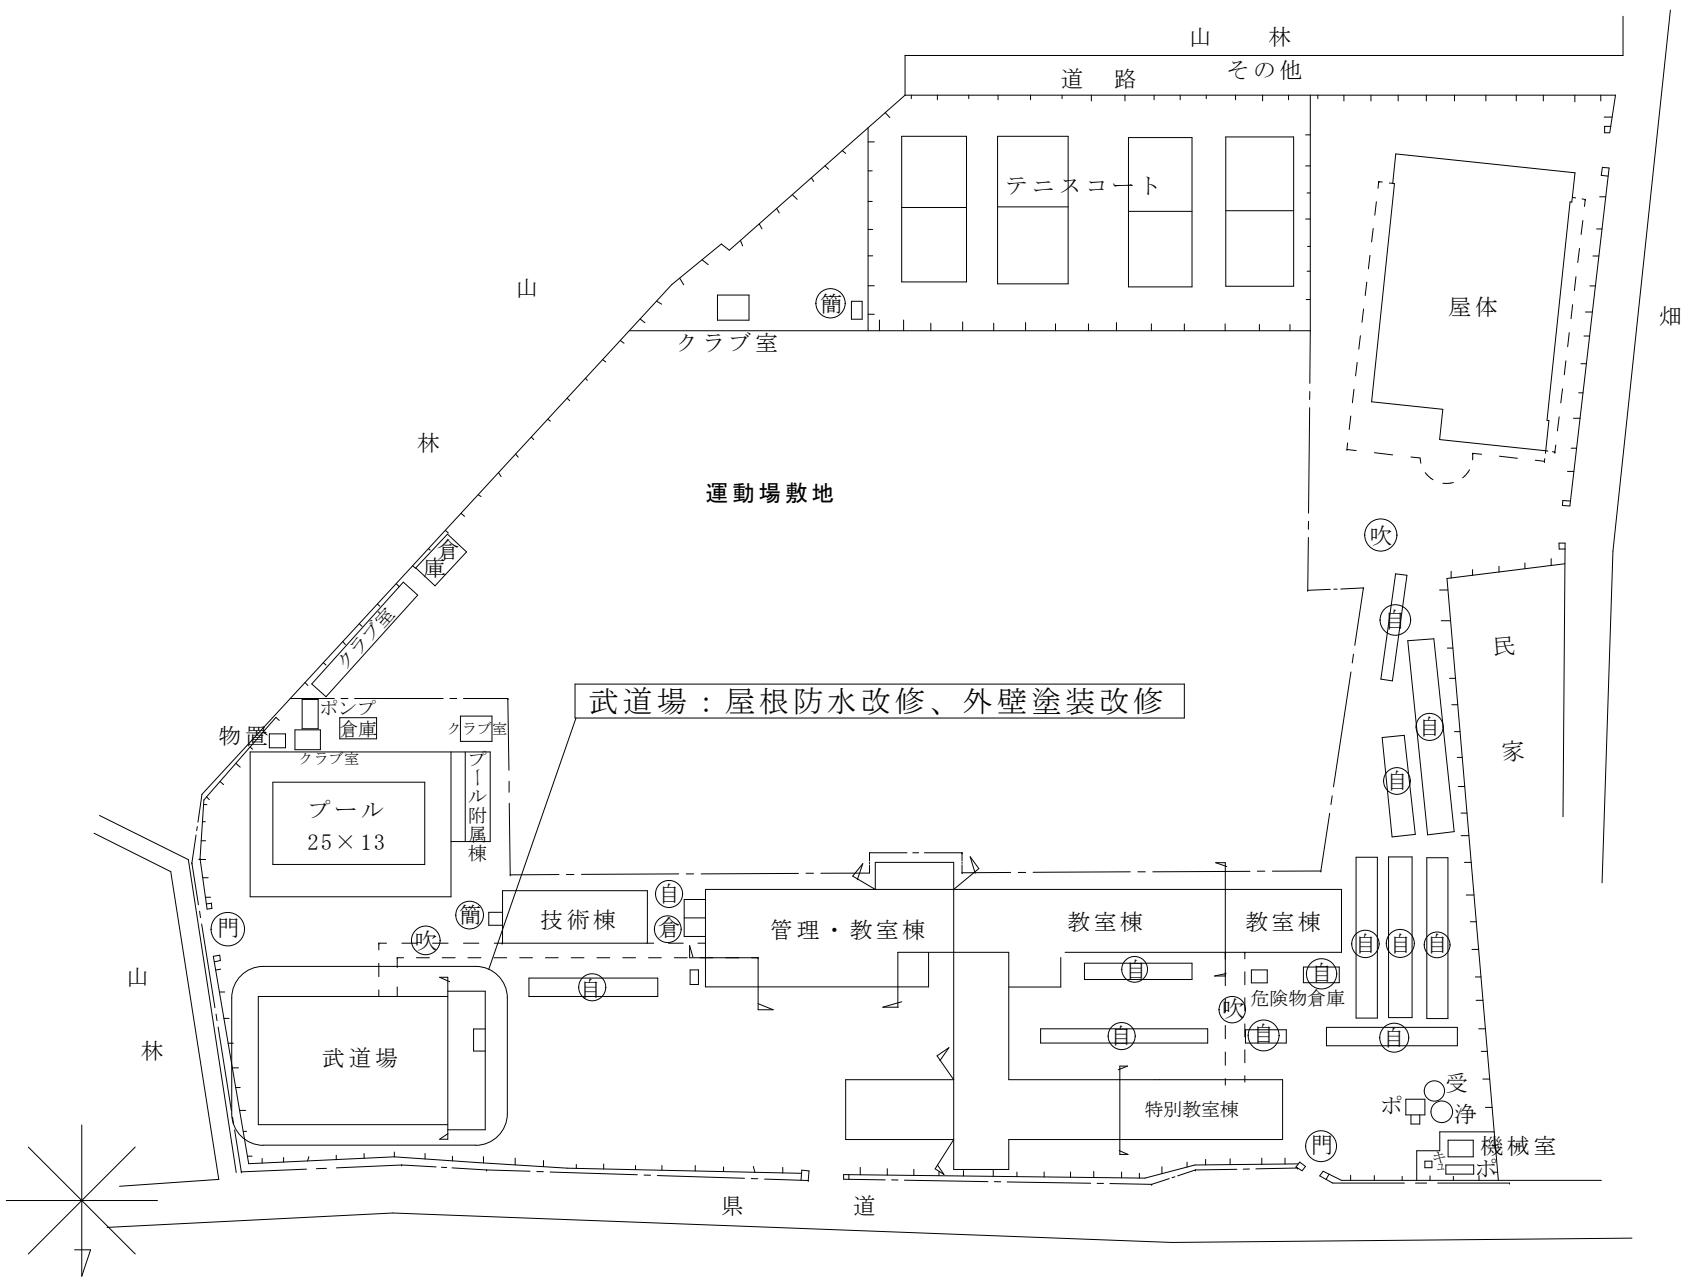 山 林
その他
道 路
テニスコート
山
簡
屋体
畑
クラブ室
林
運動場敷地
吹
倉庫
クラブ室
自
民
家
武道場：屋根防水改修、外壁塗装改修
ポンプ
物置
倉庫
クラブ室
クラブ室
自
自
プール
25×13
プール附属棟
簡
技術棟
自
倉
管理・教室棟
教室棟
教室棟
門
吹
自
自
自
山
林
自
自
自
危険物倉庫
吹
自
自
自
武道場
特別教室棟
受
ポ
浄
門
機械室
キュ
ポ
県 道